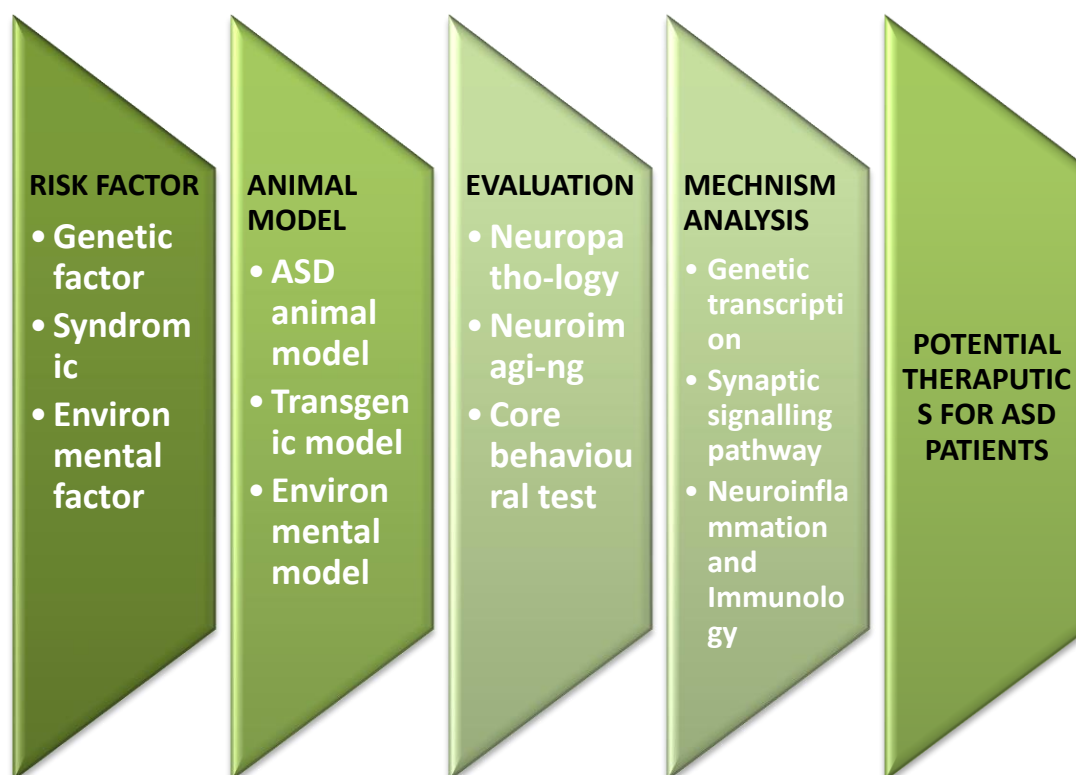 RISK FACTOR
• Genetic
factor
• Syndrom
ic
• Environ
mental
factor
ANIMAL
MODEL
• ASD
animal
model
• Transgen
ic model
• Environ
mental
model
EVALUATION
• Neuropa
tho-logy
• Neuroim
agi-ng
• Core
behaviou
ral test
MECHNISM
ANALYSIS
• Genetic
transcripti
on
• Synaptic
signalling
pathway
• Neuroinfla
mmation
and
Immunolo
gy
POTENTIAL
THERAPUTIC
S FOR ASD
PATIENTS